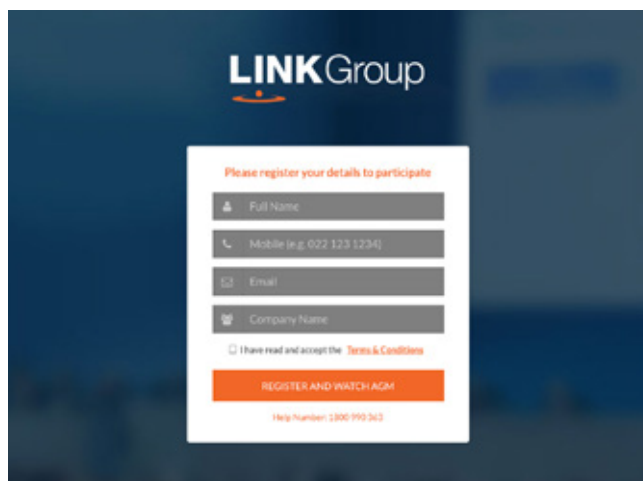 LINKGroup
Please register your details to participate
Full Name
Mobile (e.g. 022 123 1234)
Email
Company Name
I have read and accept the Terms & Conditions
REGISTER AND WATCH AGM
Help Number: 1800 990 363